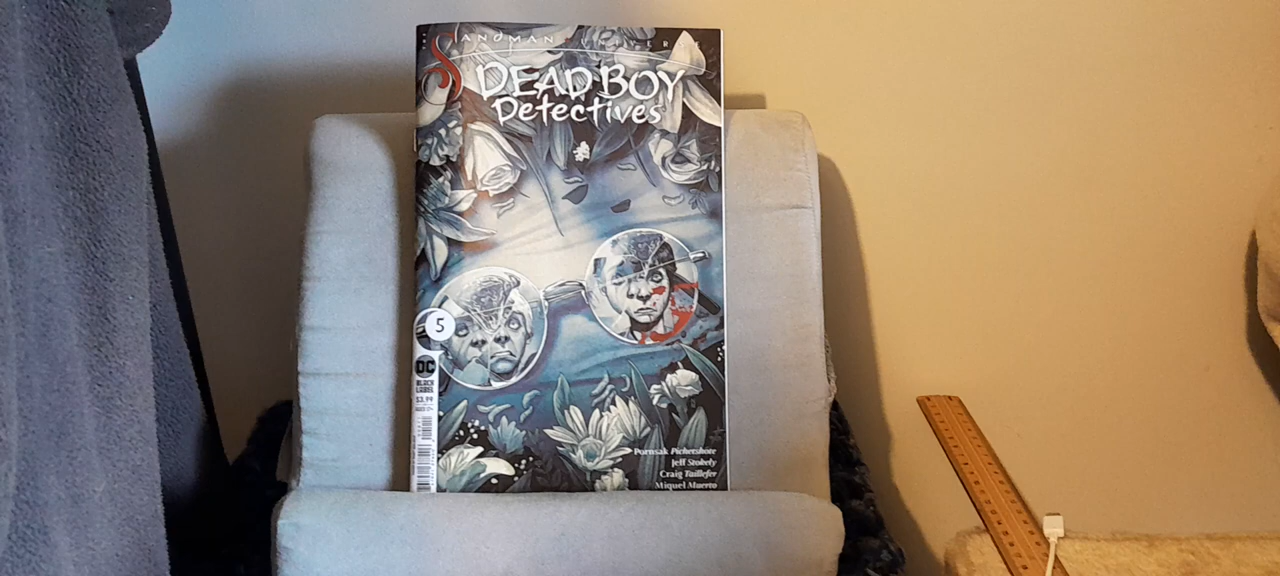 SANDMAN UNIVERSE
DEAD BOY
Detectives
5
DC
BLACK
LABEL
$3.99
Pornsak Pichetshote
Jeff Stokely
Craig Taillefer
Miquel Muerto